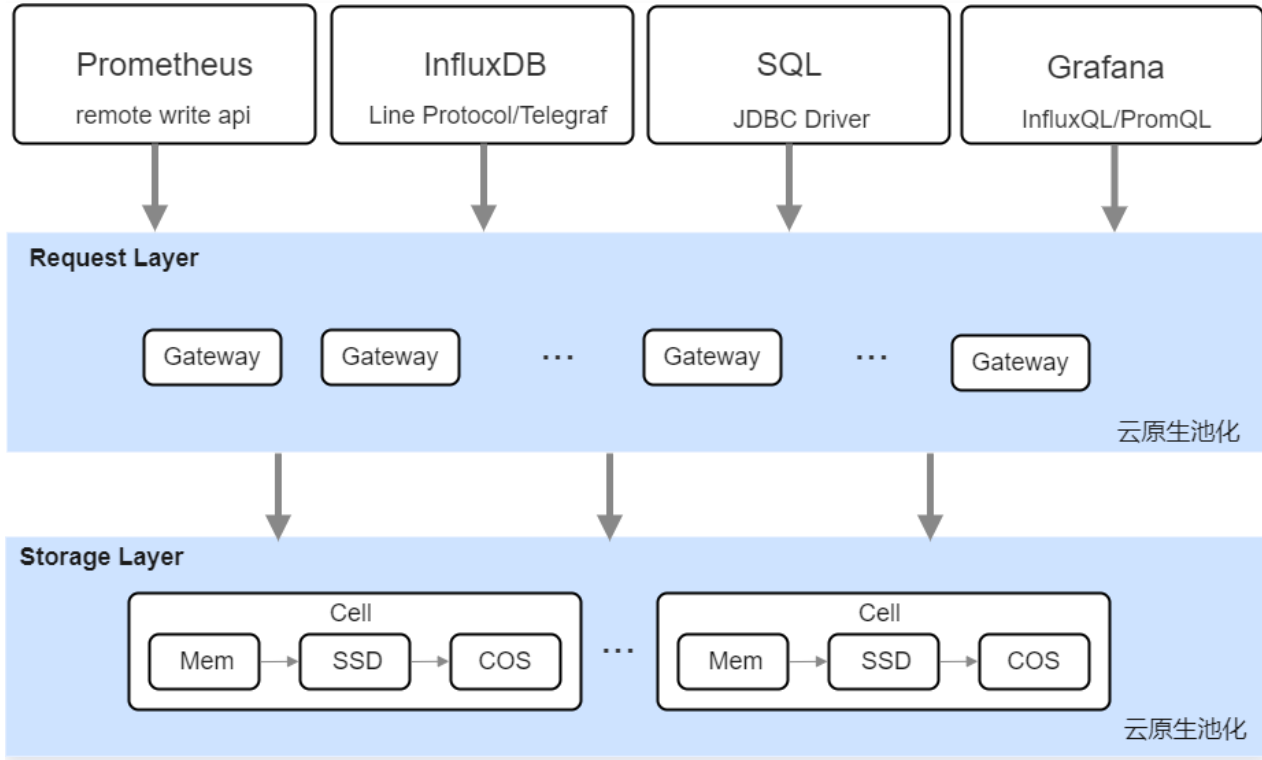 Prometheus
remote write api
InfluxDB
Line Protocol/Telegraf
SQL
JDBC Driver
Grafana
InfluxQL/PromQL
Request Layer
Gateway
Gateway
...
Gateway
...
Gateway
云原生池化
Storage Layer
Cell
Mem
SSD
COS
...
Cell
Mem
SSD
COS
云原生池化